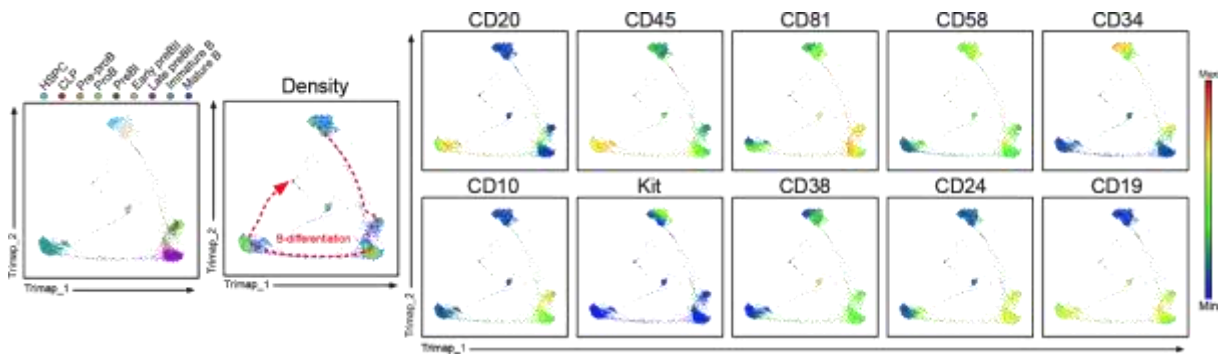 HSPC
CLP
Pre-proB
ProB
PreBI
Early preBII
Late preBII
Immature B
Mature B
Trimap_2
Trimap_1
Density
B-differentiation
Trimap_2
Trimap_1
CD20 CD45 CD81 CD58 CD34
CD10 Kit CD38 CD24 CD19
Trimap_2
Trimap_1
Max
Min